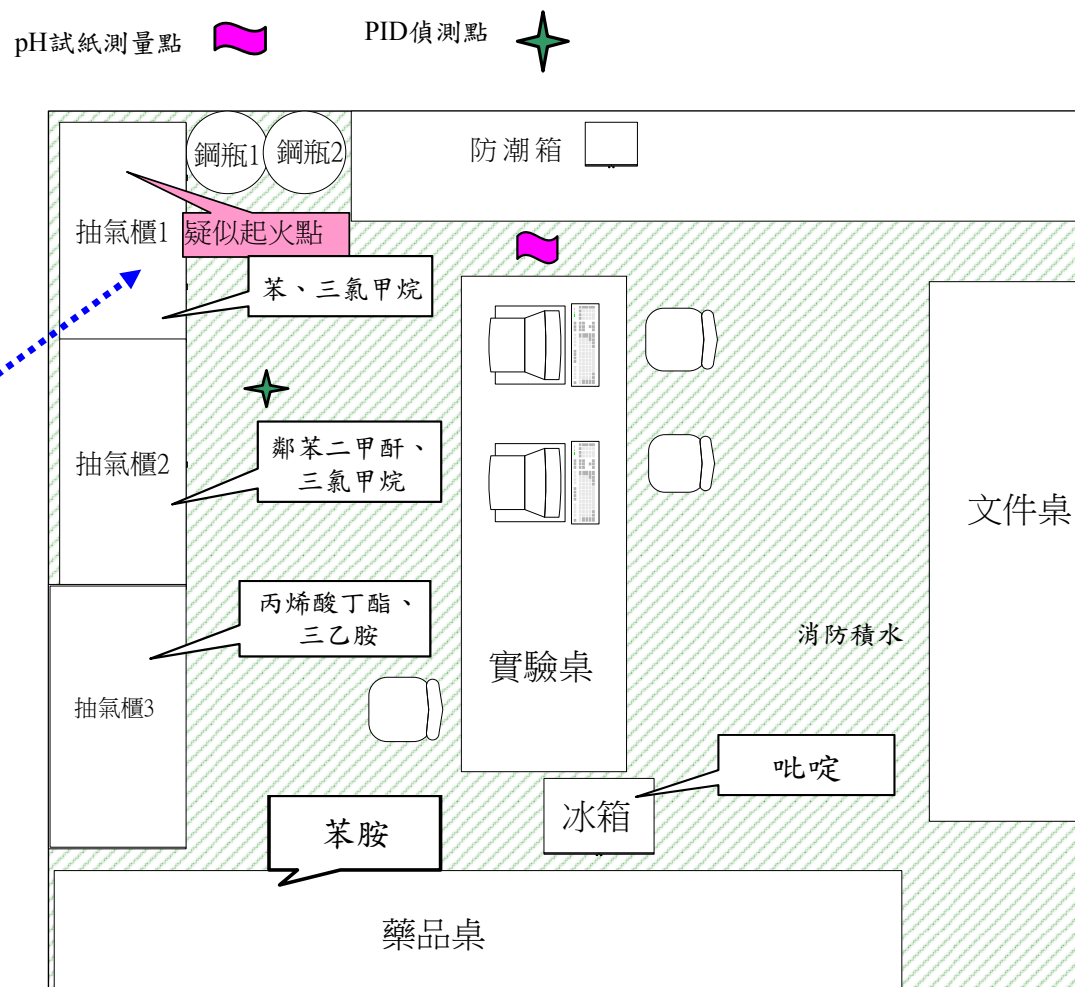 pH試紙測量點
PID偵測點
鋼瓶1
鋼瓶2
防潮箱
抽氣櫃1
疑似起火點
苯、三氯甲烷
抽氣櫃2
鄰苯二甲酐、
三氯甲烷
文件桌
丙烯酸丁酯、
三乙胺
消防積水
實驗桌
抽氣櫃3
吡啶
冰箱
苯胺
藥品桌